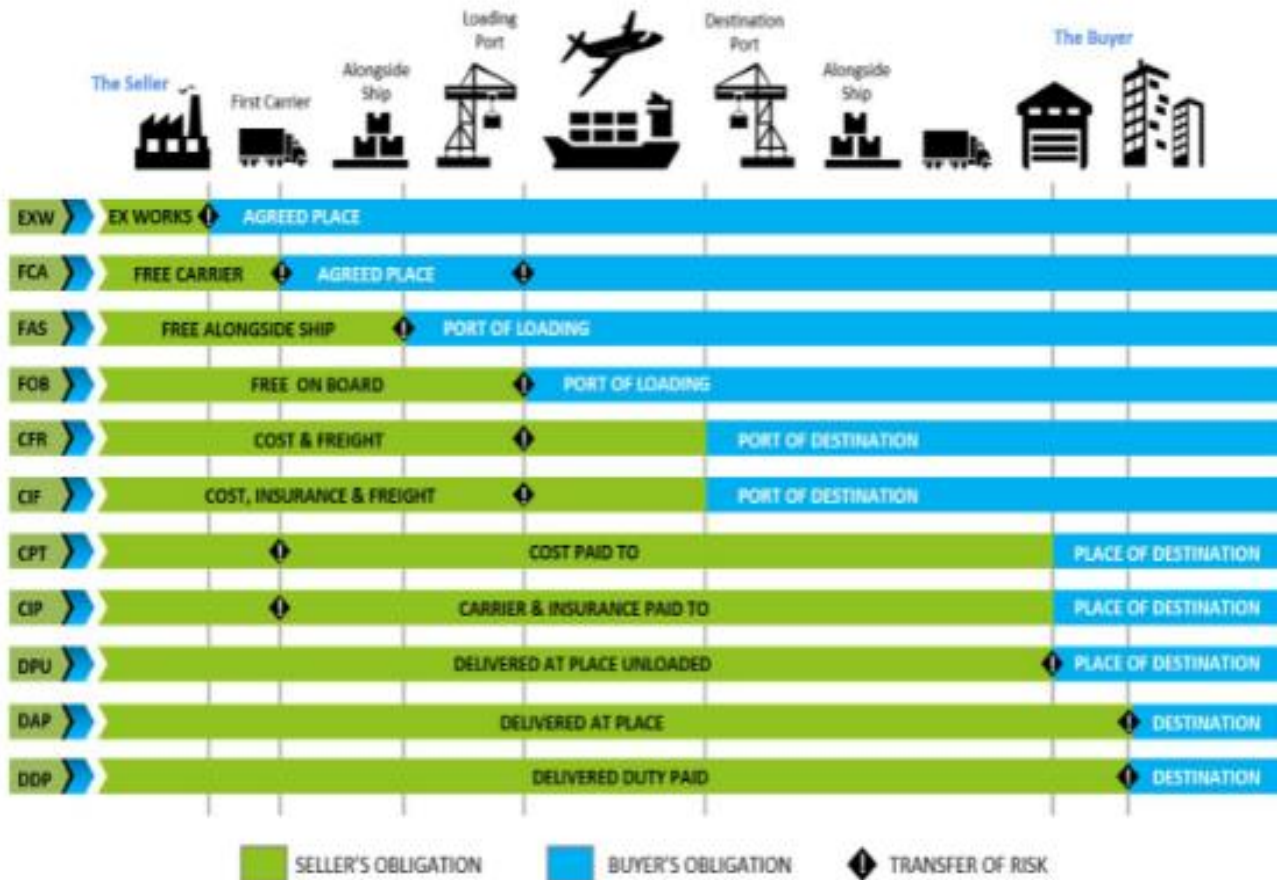 The Seller
First Carrier
Alongside
Ship
Loading
Port
Destination
Port
Alongside
Ship
The Buyer
EXW EX WORKS AGREED PLACE
FCA FREE CARRIER AGREED PLACE
FAS FREE ALONGSIDE SHIP PORT OF LOADING
FOB FREE ON BOARD PORT OF LOADING
CFR COST & FREIGHT PORT OF DESTINATION
CIF COST, INSURANCE & FREIGHT PORT OF DESTINATION
CPT COST PAID TO PLACE OF DESTINATION
CIP CARRIER & INSURANCE PAID TO PLACE OF DESTINATION
DPU DELIVERED AT PLACE UNLOADED PLACE OF DESTINATION
DAP DELIVERED AT PLACE DESTINATION
DDP DELIVERED DUTY PAID DESTINATION
SELLER'S OBLIGATION BUYER'S OBLIGATION TRANSFER OF RISK